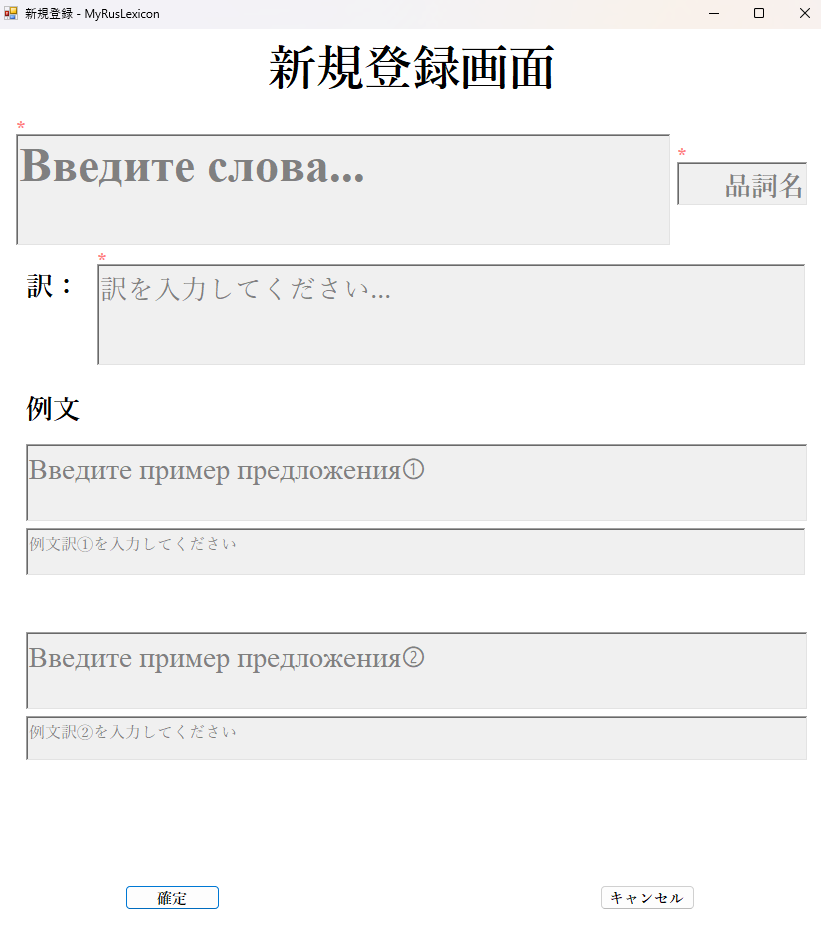 新規登録 - MyRusLexicon
新規登録画面
*
Введите слова...
*
品詞名
*
訳：
訳を入力してください...
例文
Введите пример предложения①
例文訳①を入力してください
Введите пример предложения②
例文訳②を入力してください
確定
キャンセル